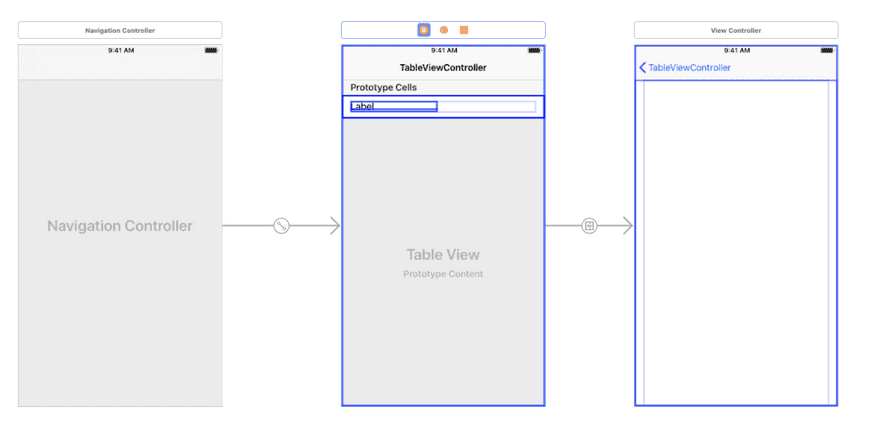 Navigation Controller
9:41 AM
Navigation Controller
9:41 AM
TableViewController
Prototype Cells
Label
Table View
Prototype Content
View Controller
9:41 AM
TableViewController